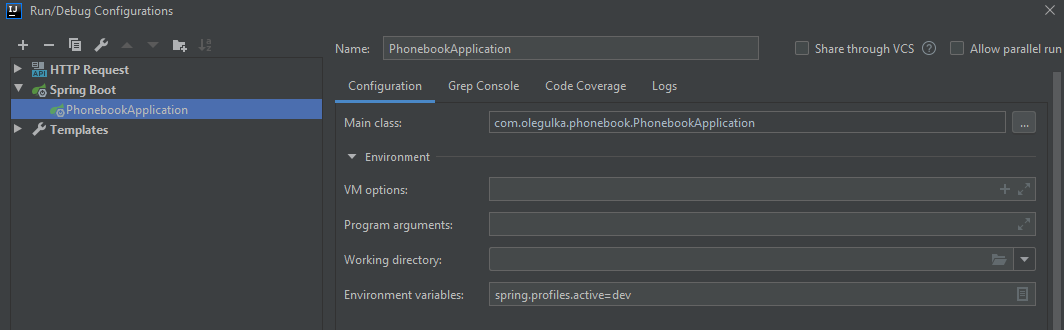 Run/Debug Configurations
Name: PhonebookApplication
Share through VCS
Allow parallel run
HTTP Request
Spring Boot
PhonebookApplication
Templates
Configuration Grep Console Code Coverage Logs
Main class: com.olegulka.phonebook.PhonebookApplication ...
Environment
VM options:
Program arguments:
Working directory:
Environment variables: spring.profiles.active=dev